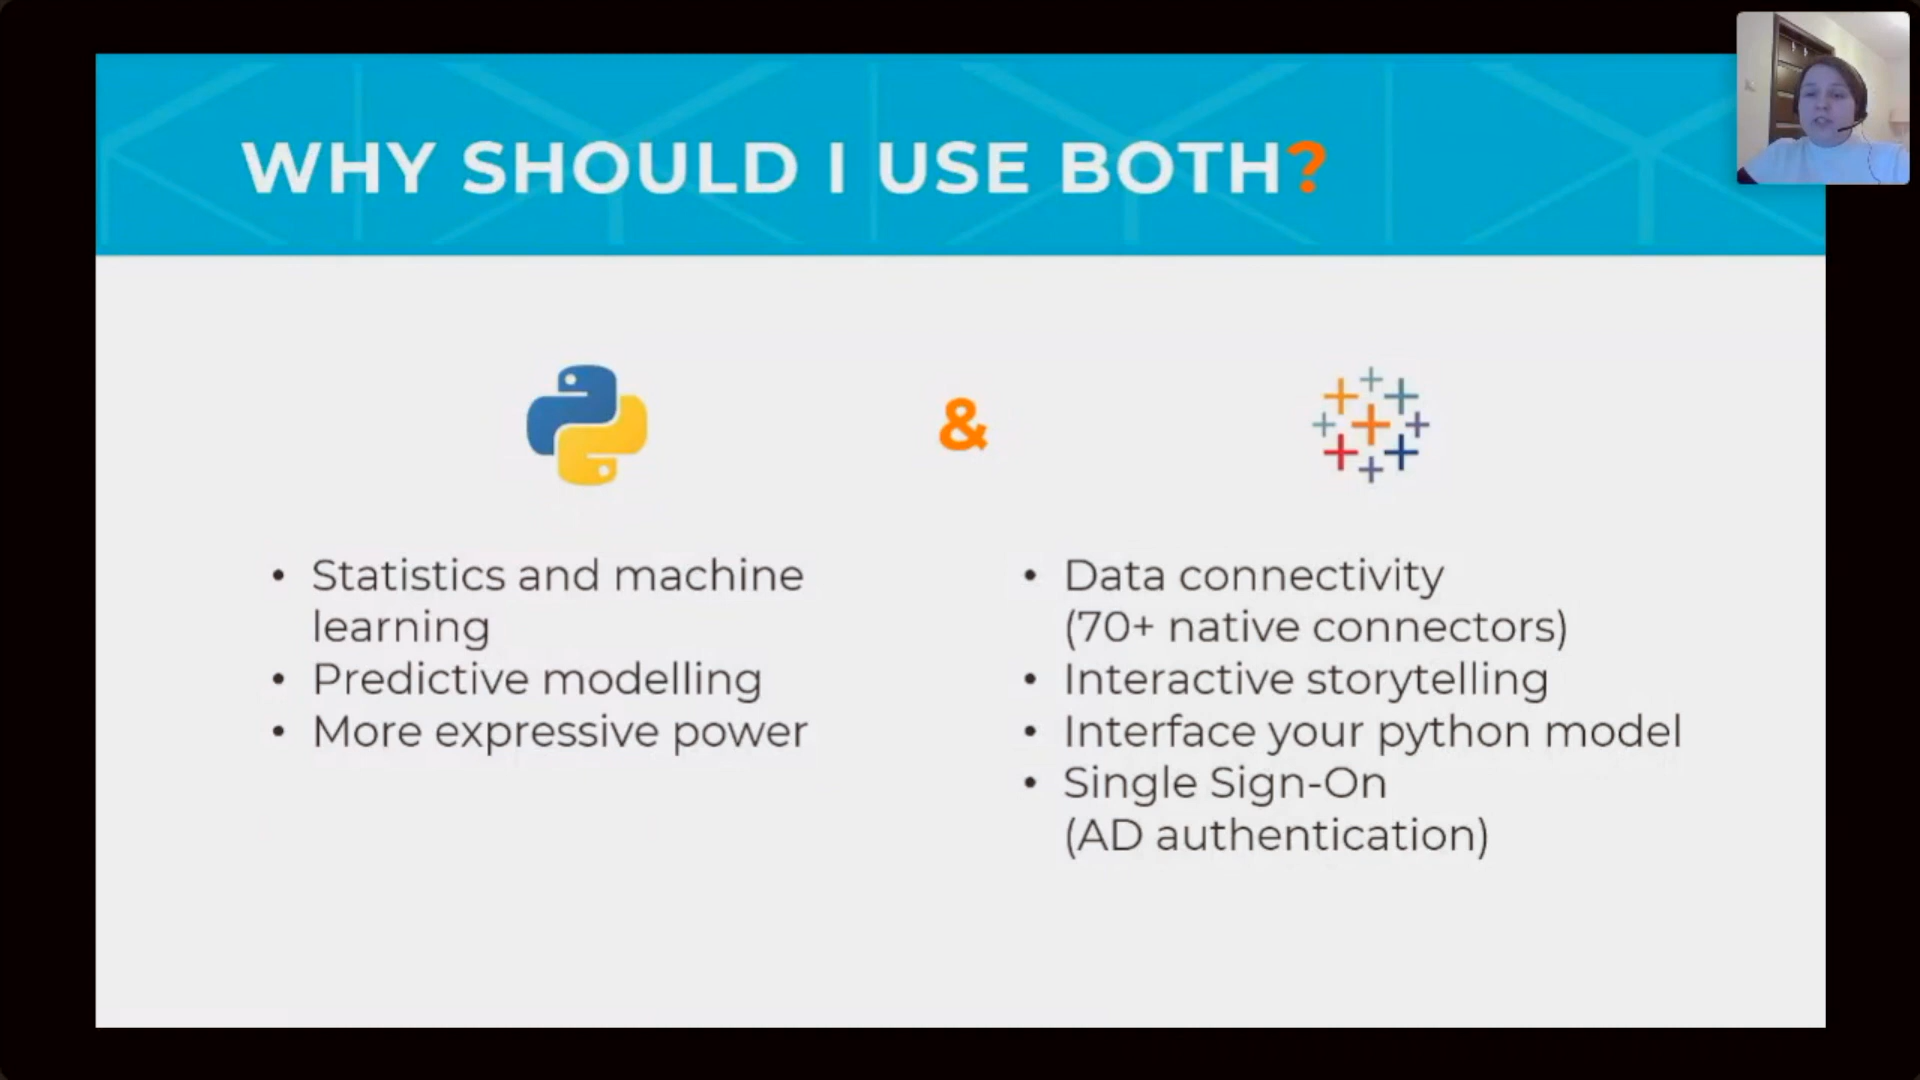 WHY SHOULD I USE BOTH?
&
• Statistics and machine
learning
• Predictive modelling
• More expressive power
• Data connectivity
(70+ native connectors)
• Interactive storytelling
• Interface your python model
• Single Sign-On
(AD authentication)